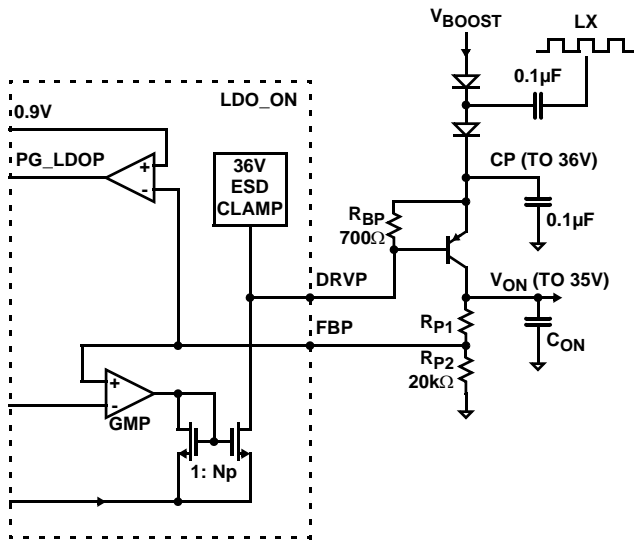 V_BOOST
LX
0.1µF
LDO_ON
0.9V
PG_LDOP
+
-
36V
ESD
CLAMP
CP (TO 36V)
0.1µF
R_BP
700Ω
DRVP
V_ON (TO 35V)
FBP
R_P1
C_ON
R_P2
20kΩ
+
-
GMP
1: Np